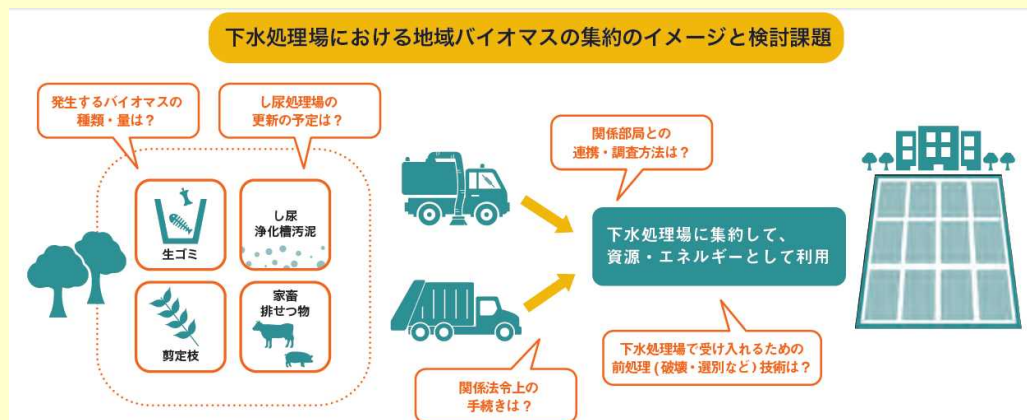 下水処理場における地域バイオマスの集約のイメージと検討課題
発生するバイオマスの
種類・量は？
し尿処理場の
更新の予定は？
関係部局との
連携・調査方法は？
生ゴミ
し尿
浄化槽汚泥
剪定枝
家畜
排せつ物
下水処理場に集約して、
資源・エネルギーとして利用
関係法令上の
手続きは？
下水処理場で受け入れるための
前処理(破壊・選別など)技術は？